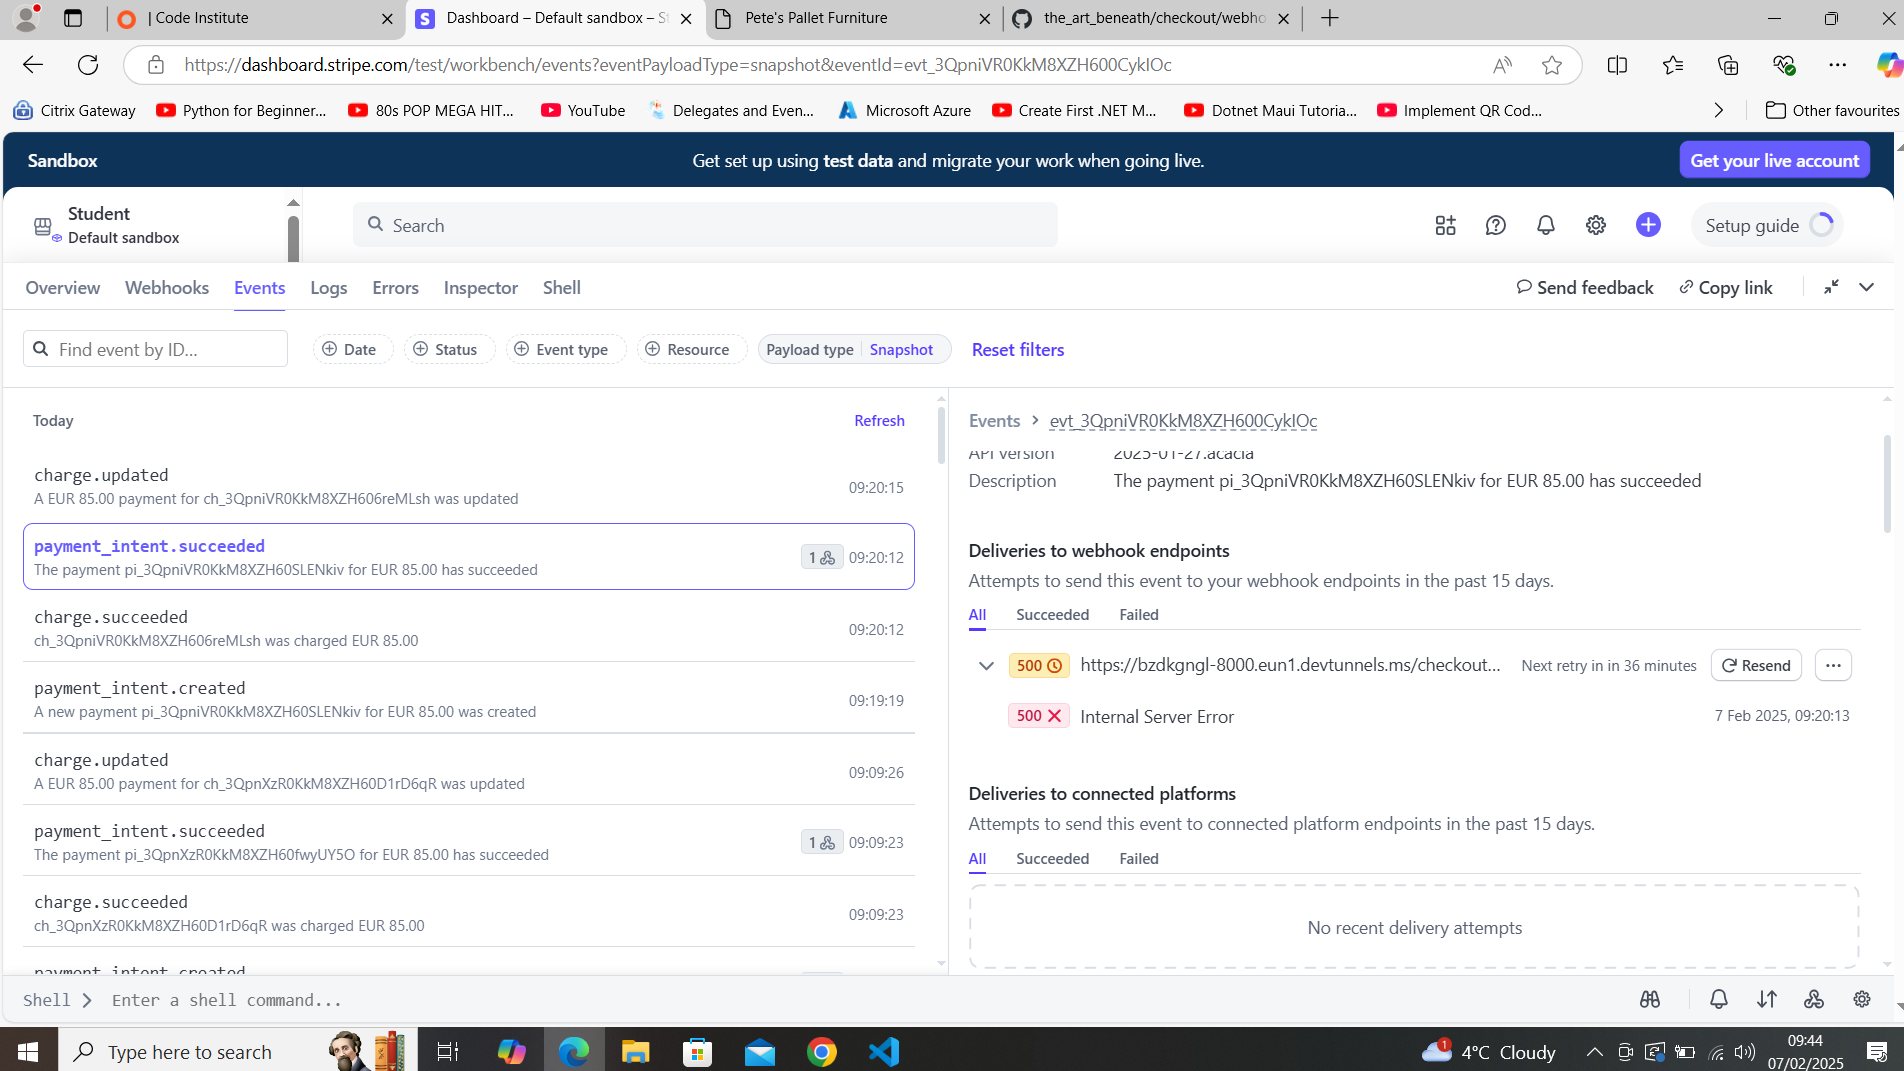 | Code Institute
Dashboard – Default sandbox – St
Pete's Pallet Furniture
the_art_beneath/checkout/webho
https://dashboard.stripe.com/test/workbench/events?eventPayloadType=snapshot&eventId=evt_3QpniVR0KkM8XZH600CykIOc
Citrix Gateway
Python for Beginner...
80s POP MEGA HIT...
YouTube
Delegates and Even...
Microsoft Azure
Create First .NET M...
Dotnet Maui Tutoria...
Implement QR Cod...
Other favourites
Sandbox
Get set up using test data and migrate your work when going live.
Get your live account
Student
Default sandbox
Search
Setup guide
Overview
Webhooks
Events
Logs
Errors
Inspector
Shell
Send feedback
Copy link
Find event by ID...
Date
Status
Event type
Resource
Payload type
Snapshot
Reset filters
Today
Refresh
charge.updated
A EUR 85.00 payment for ch_3QpniVR0KkM8XZH606reMLsh was updated
09:20:15
payment_intent.succeeded
The payment pi_3QpniVR0KkM8XZH60SLENkiv for EUR 85.00 has succeeded
1
09:20:12
charge.succeeded
ch_3QpniVR0KkM8XZH606reMLsh was charged EUR 85.00
09:20:12
payment_intent.created
A new payment pi_3QpniVR0KkM8XZH60SLENkiv for EUR 85.00 was created
09:19:19
charge.updated
A EUR 85.00 payment for ch_3QpnXzR0KkM8XZH60D1rD6qR was updated
09:09:26
payment_intent.succeeded
The payment pi_3QpnXzR0KkM8XZH60fwyUY5O for EUR 85.00 has succeeded
1
09:09:23
charge.succeeded
ch_3QpnXzR0KkM8XZH60D1rD6qR was charged EUR 85.00
09:09:23
payment_intent.created
Events
evt_3QpniVR0KkM8XZH600CykIOc
API version
2025-01-27.acacia
Description
The payment pi_3QpniVR0KkM8XZH60SLENkiv for EUR 85.00 has succeeded
Deliveries to webhook endpoints
Attempts to send this event to your webhook endpoints in the past 15 days.
All
Succeeded
Failed
500
https://bzdkgngl-8000.eun1.devtunnels.ms/checkout...
Next retry in in 36 minutes
Resend
500
Internal Server Error
7 Feb 2025, 09:20:13
Deliveries to connected platforms
Attempts to send this event to connected platform endpoints in the past 15 days.
All
Succeeded
Failed
No recent delivery attempts
Shell
Enter a shell command...
Type here to search
1
4°C Cloudy
09:44
07/02/2025